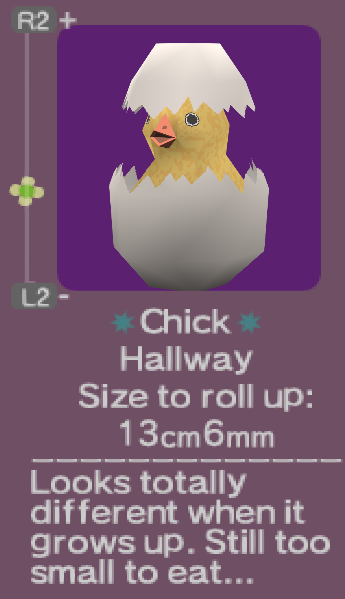 R2 +
L2 -
Chick
Hallway
Size to roll up:
13cm6mm
Looks totally
different when it
grows up. Still too
small to eat...